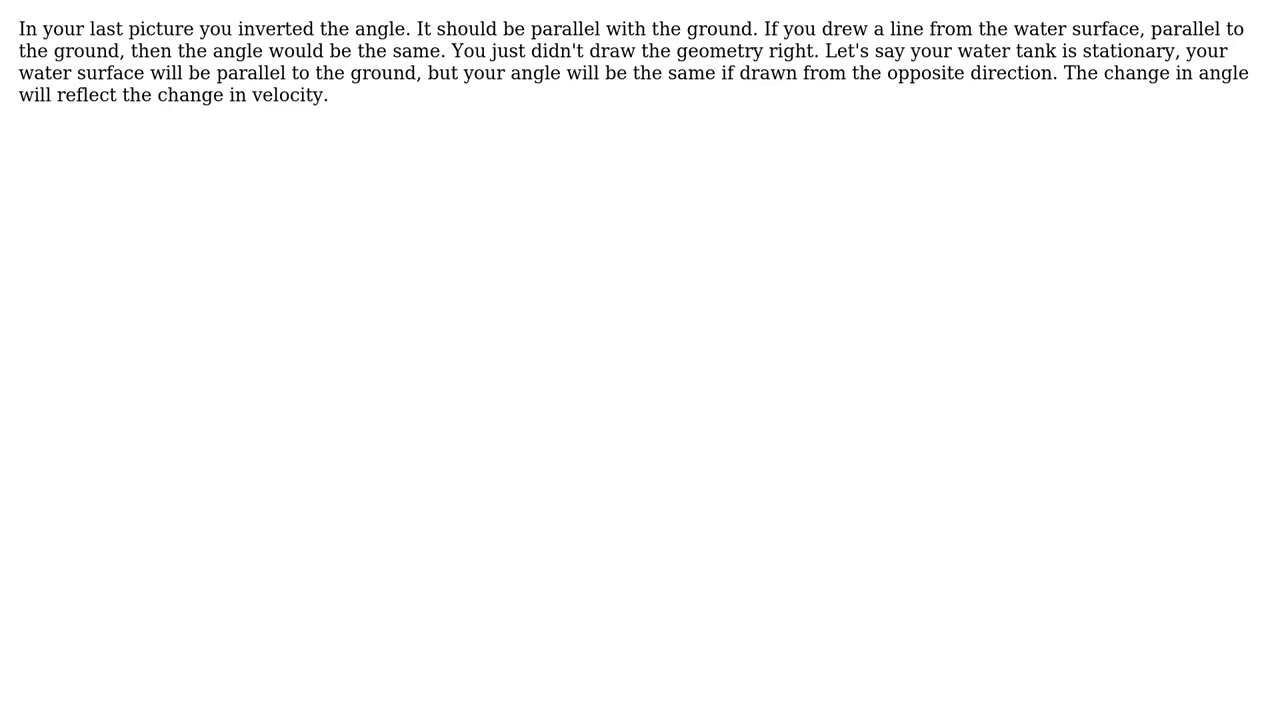 In your last picture you inverted the angle. It should be parallel with the ground. If you drew a line from the water surface, parallel to
the ground, then the angle would be the same. You just didn't draw the geometry right. Let's say your water tank is stationary, your
water surface will be parallel to the ground, but your angle will be the same if drawn from the opposite direction. The change in angle
will reflect the change in velocity.